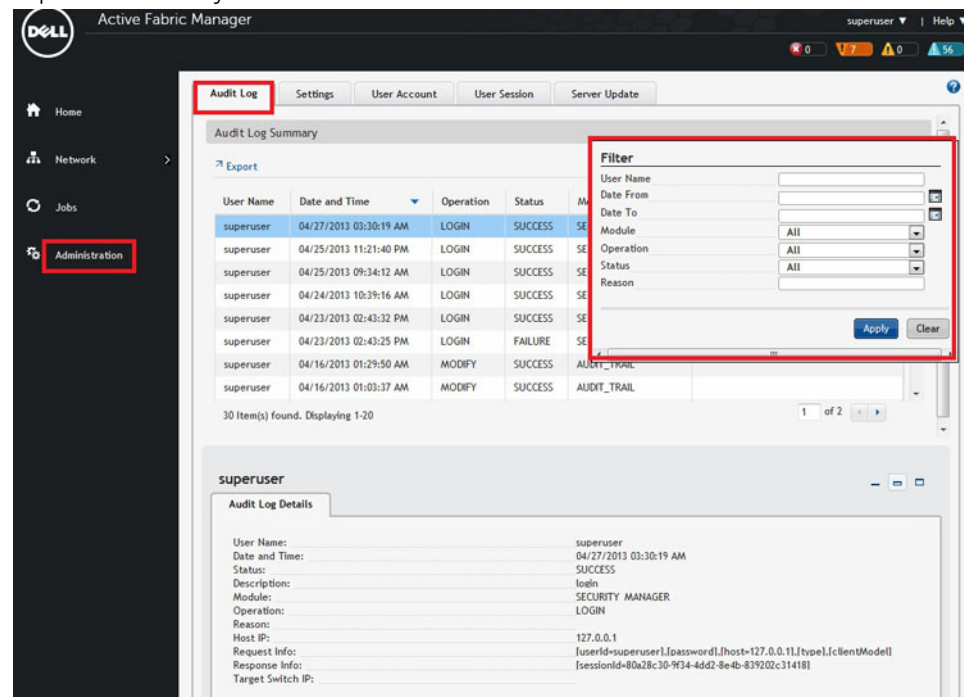 DELL
Active Fabric Manager
superuser ▼ | Help
0 7 0 56
Home
Network >
Jobs
Administration
Audit Log Settings User Account User Session Server Update
Audit Log Summary
Export
User Name Date and Time Operation Status
superuser 04/27/2013 03:30:19 AM LOGIN SUCCESS SE
superuser 04/25/2013 11:21:40 PM LOGIN SUCCESS SE
superuser 04/25/2013 09:34:12 AM LOGIN SUCCESS SE
superuser 04/24/2013 10:39:16 AM LOGIN SUCCESS SE
superuser 04/23/2013 02:43:32 PM LOGIN SUCCESS SE
superuser 04/23/2013 02:43:25 PM LOGIN FAILURE SE
superuser 04/16/2013 01:29:50 AM MODIFY SUCCESS AUDIT_TRAIL
superuser 04/16/2013 01:03:37 AM MODIFY SUCCESS AUDIT_TRAIL
30 Item(s) found. Displaying 1-20
1 of 2
Filter
User Name
Date From
Date To
Module All
Operation All
Status All
Reason
Apply Clear
superuser
Audit Log Details
User Name: superuser
Date and Time: 04/27/2013 03:30:19 AM
Status: SUCCESS
Description: login
Module: SECURITY MANAGER
Operation: LOGIN
Reason:
Host IP: 127.0.0.1
Request Info: [userId=superuser],[password],[host=127.0.0.1],[type],[clientModel]
Response Info: [sessionId=80a28c30-9f34-4dd2-8e4b-839202c31418]
Target Switch IP: